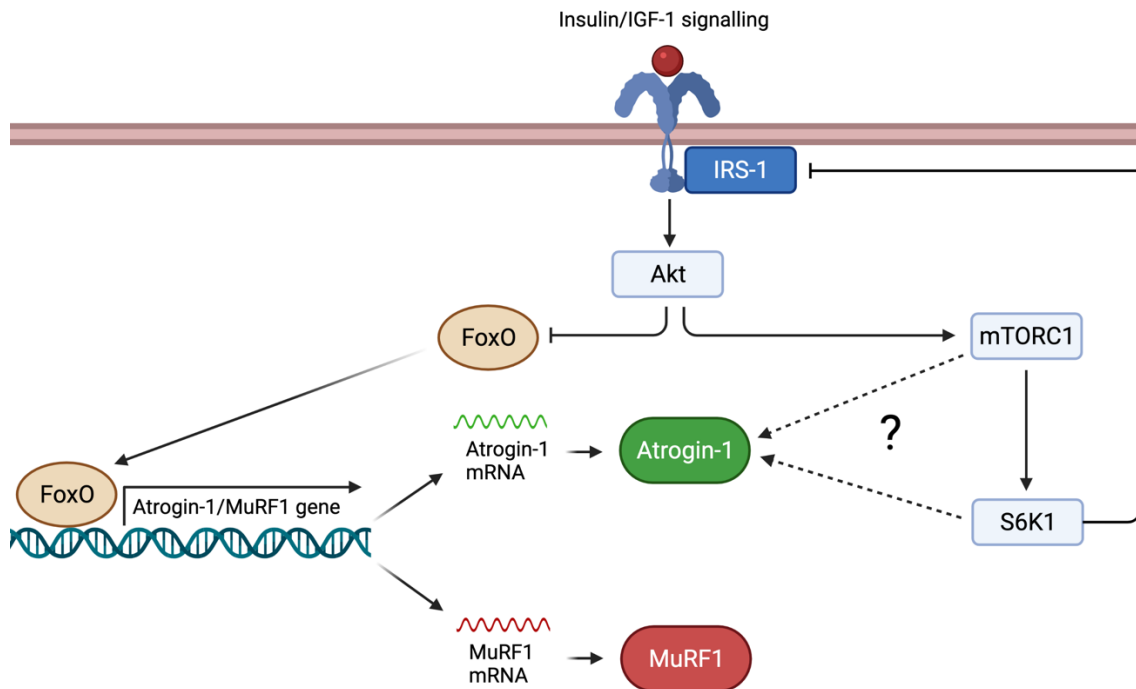 Insulin/IGF-1 signalling
IRS-1
Akt
FoxO
mTORC1
Atrogin-1
mRNA
Atrogin-1
?
FoxO
Atrogin-1/MuRF1 gene
S6K1
MuRF1
mRNA
MuRF1